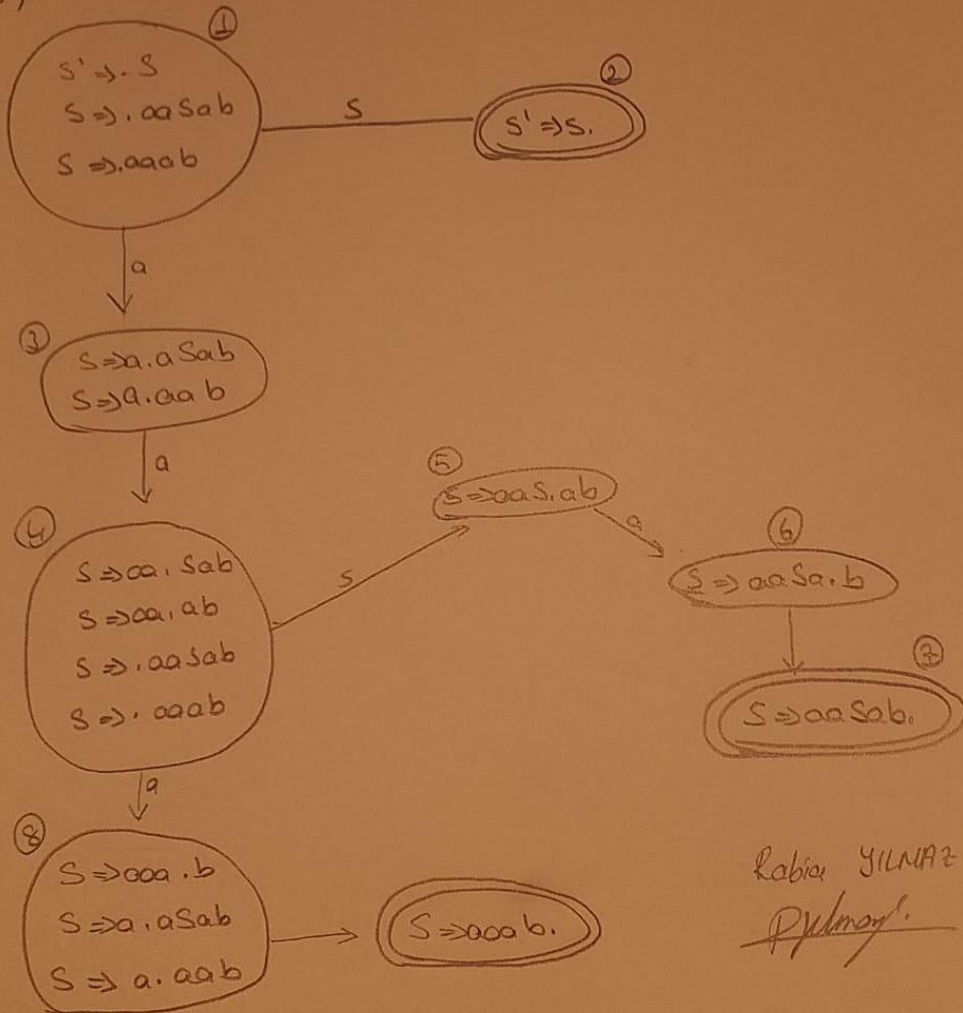 ①
S' ⇒ . S
S ⇒ . aaSab
S ⇒ . aaab
S
②
S' ⇒ S.
a
③
S ⇒ a.aSab
S ⇒ a.aab
a
④
S ⇒ aa.Sab
S ⇒ aa.ab
S ⇒ .aaSab
S ⇒ .aaab
S
⑤
S ⇒ aaS.ab
a
⑥
S ⇒ aaSa.b
⑦
S ⇒ aaSab.
a
⑧
S ⇒ aaa.b
S ⇒ a.aSab
S ⇒ a.aab
S ⇒ aaab.
Rabia YILMAZ